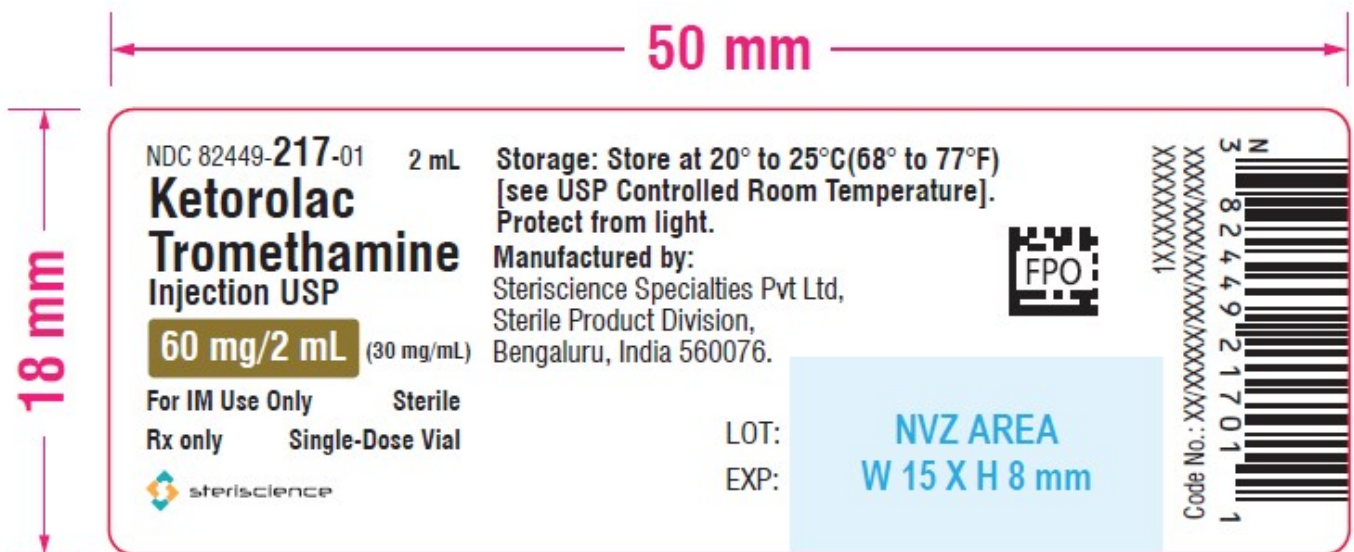 50 mm
18 mm
NDC 82449-217-01 2 mL
Ketorolac
Tromethamine
Injection USP
60 mg/2 mL (30 mg/mL)
For IM Use Only Sterile
Rx only Single-Dose Vial
steriscience
Storage: Store at 20° to 25°C(68° to 77°F)
[see USP Controlled Room Temperature].
Protect from light.
Manufactured by:
Steriscience Specialties Pvt Ltd,
Sterile Product Division,
Bengaluru, India 560076.
FPO
LOT:
EXP:
NVZ AREA
W 15 X H 8 mm
1XXXXXXXX
Code No.: XX/XXXXX/XX/XXX/XX/XXX/XXX
N
3 82449 21701 1